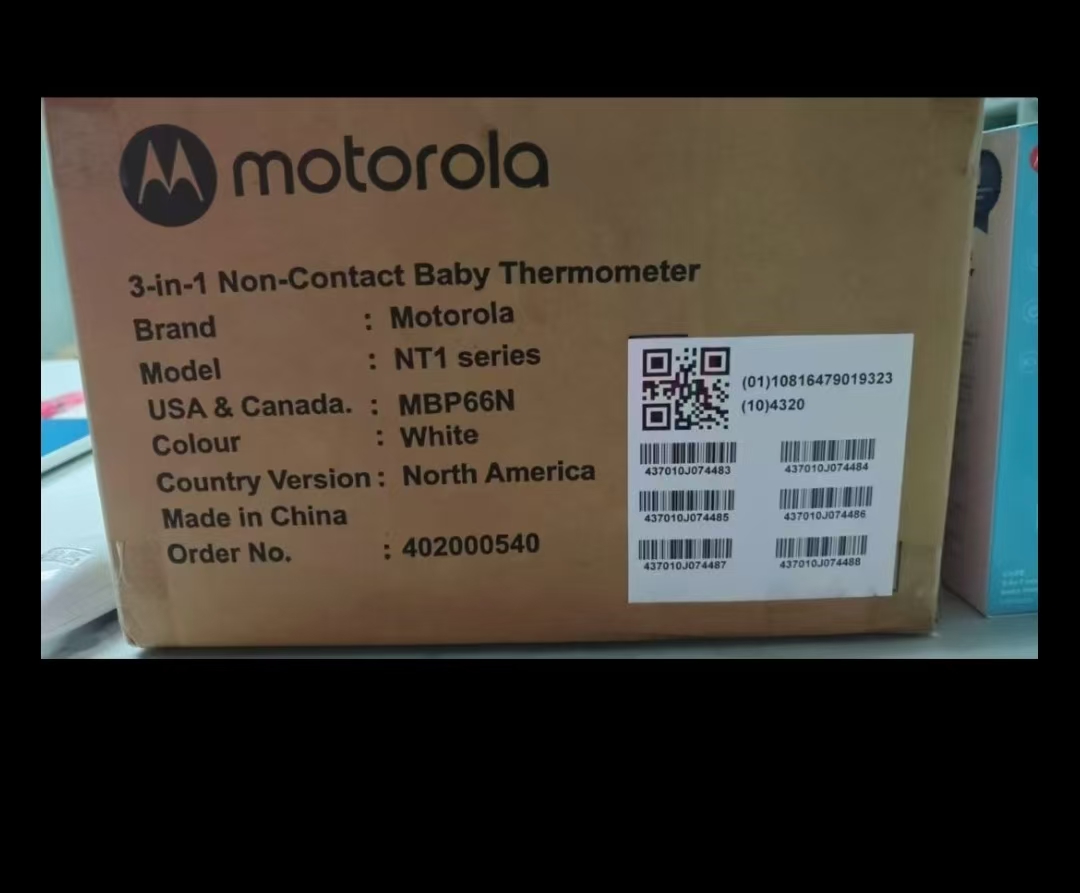 motorola
3-in-1 Non-Contact Baby Thermometer
Brand : Motorola
Model : NT1 series
USA & Canada. : MBP66N
Colour : White
Country Version : North America
Made in China
Order No. : 402000540
(01)10816479019323
(10)4320
437010J074483 437010J074484
437010J074485 437010J074486
437010J074487 437010J074488